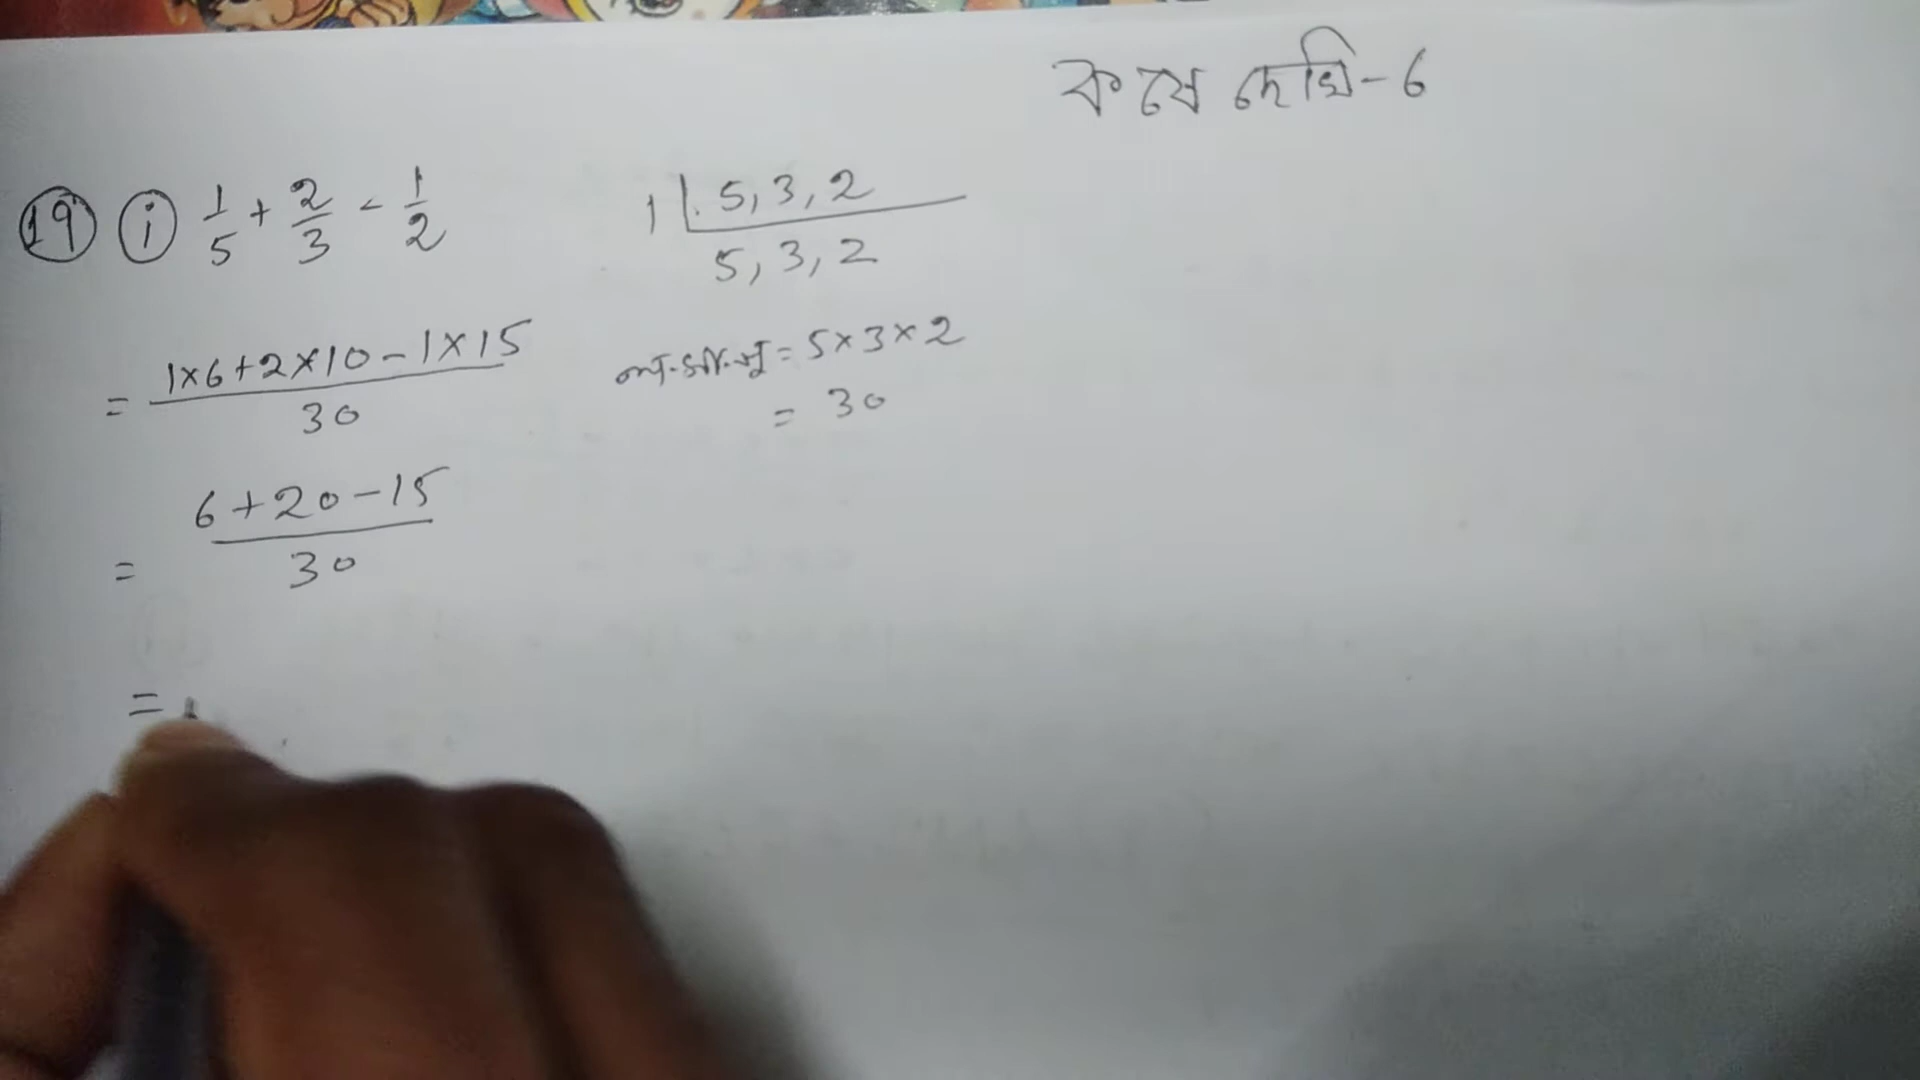 কষে দেখি-6
19 i 1/5 + 2/3 - 1/2
1 5, 3, 2
5, 3, 2
= 1×6+2×10-1×15 / 30
ল.সা.গু = 5×3×2
= 30
= 6+20-15 / 30
=